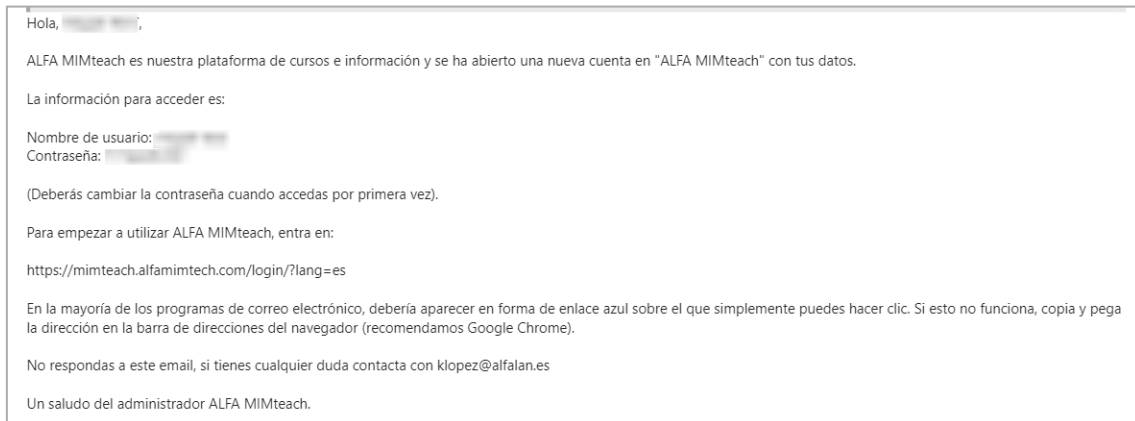 Hola,
ALFA MIMteach es nuestra plataforma de cursos e información y se ha abierto una nueva cuenta en "ALFA MIMteach" con tus datos.
La información para acceder es:
Nombre de usuario:
Contraseña:
(Deberás cambiar la contraseña cuando accedas por primera vez).
Para empezar a utilizar ALFA MIMteach, entra en:
https://mimteach.alfamimtech.com/login/?lang=es
En la mayoría de los programas de correo electrónico, debería aparecer en forma de enlace azul sobre el que simplemente puedes hacer clic. Si esto no funciona, copia y pega
la dirección en la barra de direcciones del navegador (recomendamos Google Chrome).
No respondas a este email, si tienes cualquier duda contacta con klopez@alfalan.es
Un saludo del administrador ALFA MIMteach.